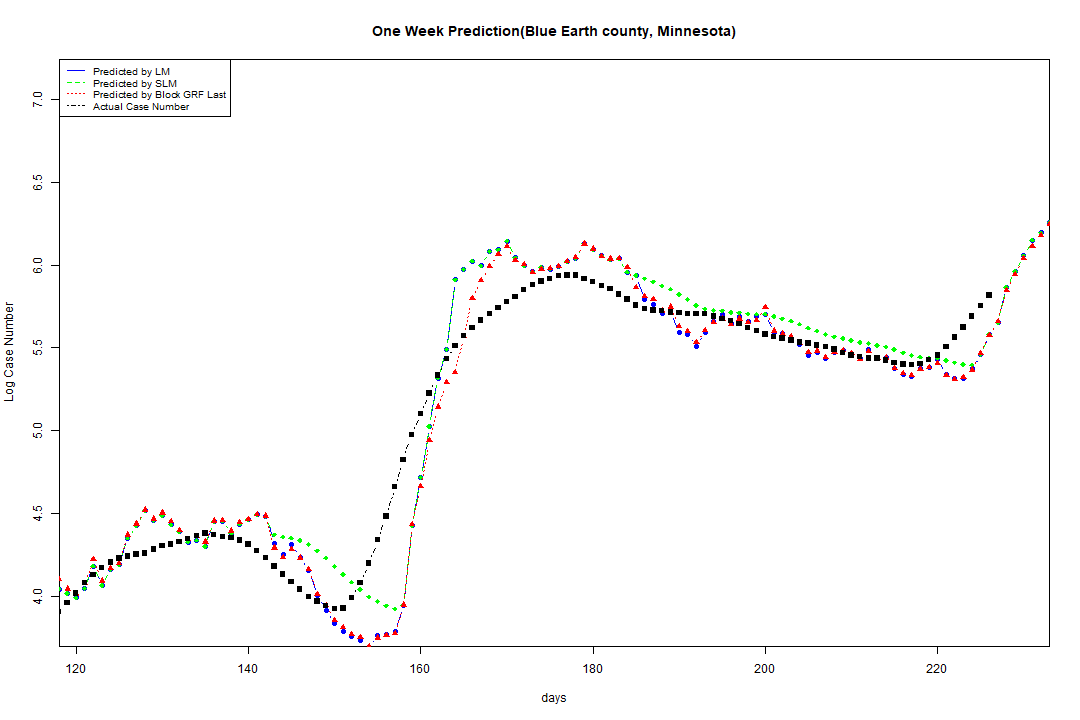 One Week Prediction(Blue Earth county, Minnesota)
Predicted by LM
Predicted by SLM
Predicted by Block GRF Last
Actual Case Number
7.0
6.5
6.0
5.5
5.0
4.5
4.0
Log Case Number
120 140 160 180 200 220
days